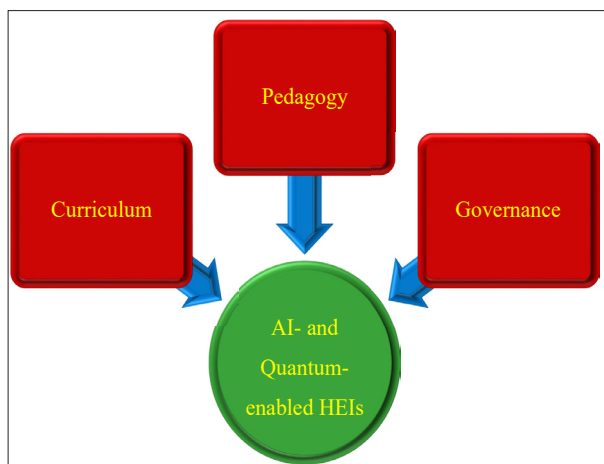 Pedagogy
Curriculum
Governance
AI- and
Quantum-
enabled HEIs